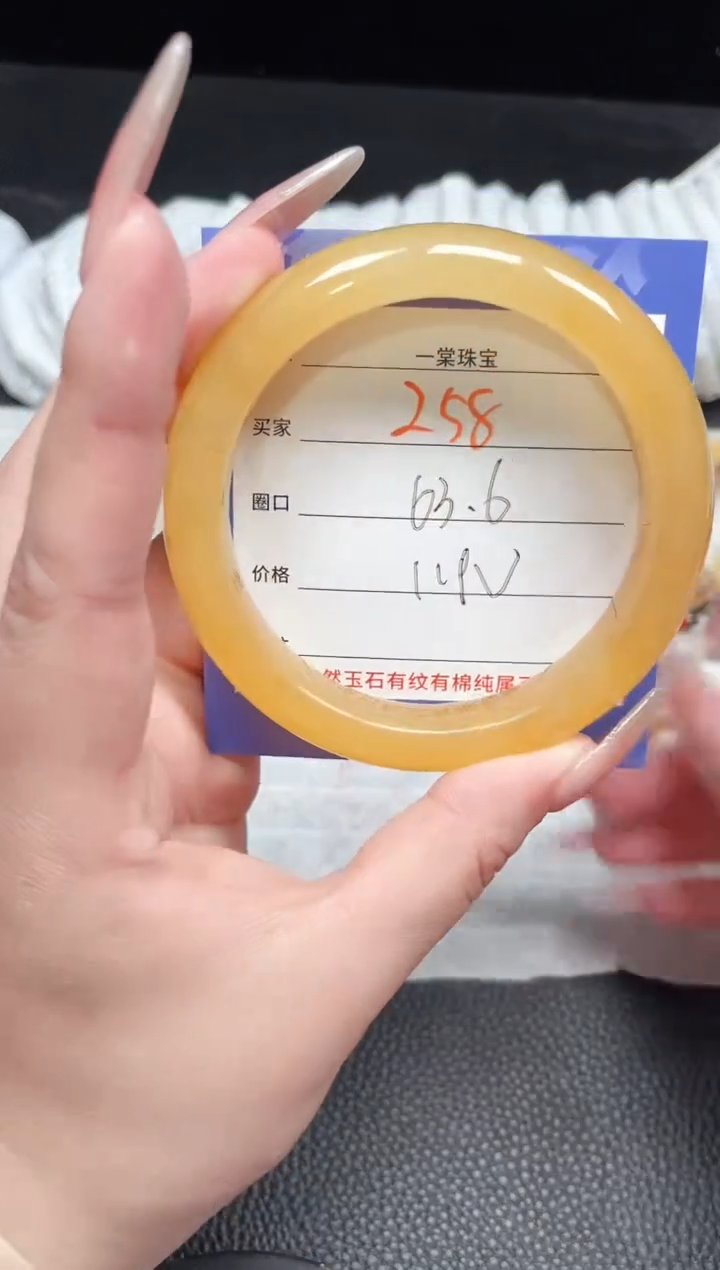 一棠珠宝
买家 258
圈口 63.6
价格
然玉石有纹有棉纯属